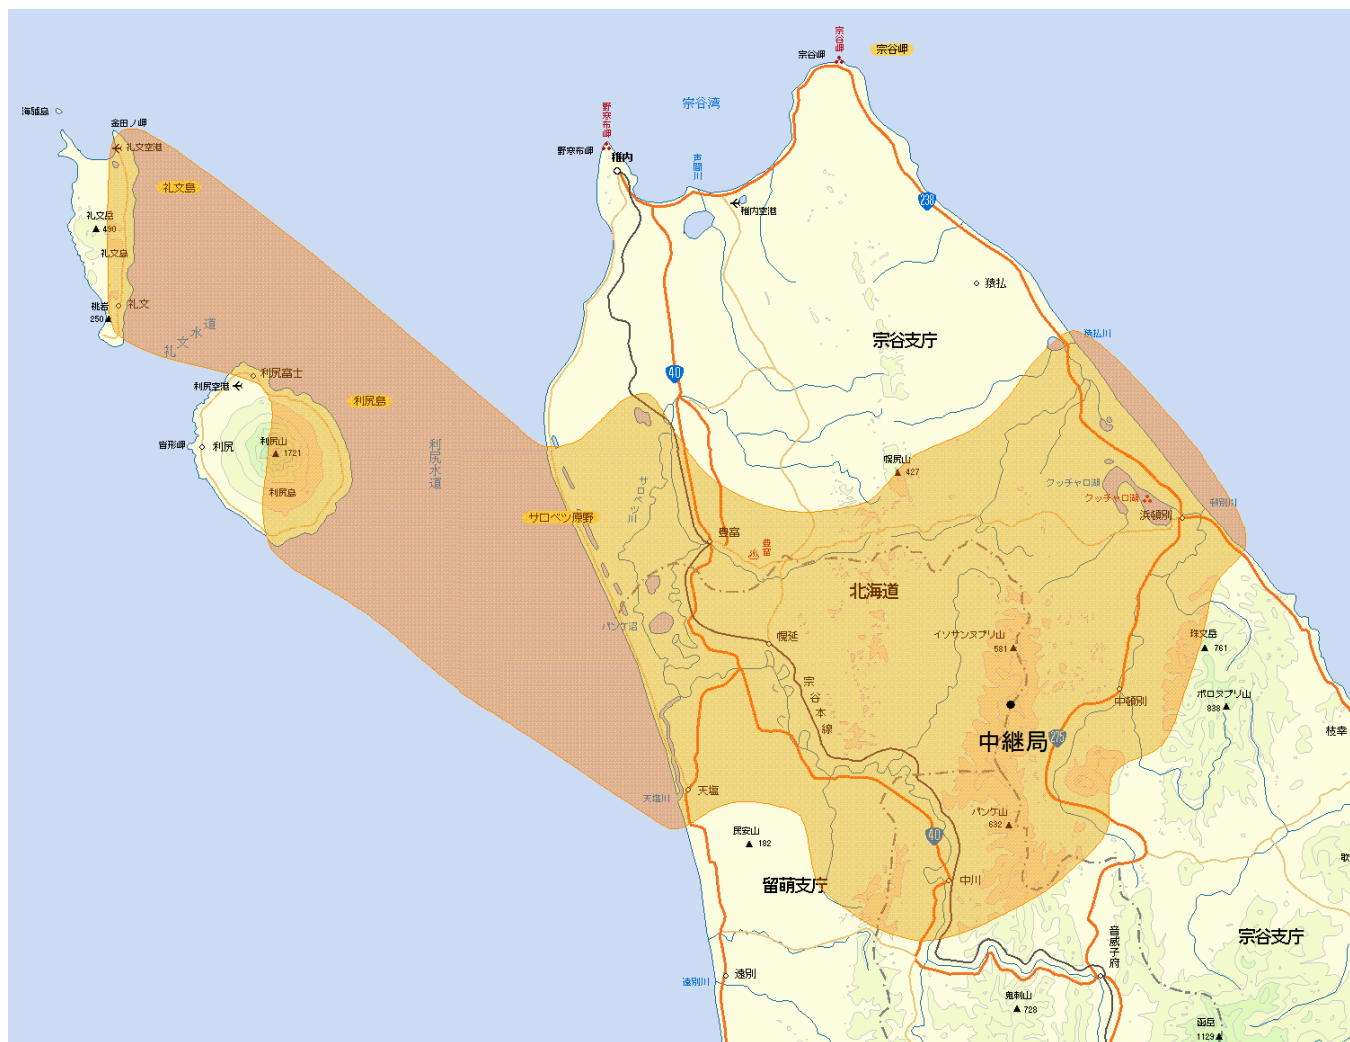 宗谷岬
宗谷岬
宗谷岬
海驢島
金田ノ岬
礼文空港
野寒布岬
野寒布岬
稚内
宗谷湾
声問川
稚内空港
238
礼文島
礼文岳
430
礼文島
礼文
桃岩
250
礼文水道
猿払
宗谷支庁
猿払川
40
利尻富士
利尻空港
利尻島
沓形岬
利尻
利尻山
1721
利尻島
利尻水道
サロベツ川
サロベツ原野
幌尻山
427
クッチャロ湖
クッチャロ湖
浜頓別
頓別川
豊富
豊富
北海道
パンケ沼
幌延
イソサンヌプリ山
581
珠文岳
761
宗谷本線
中頓別
ポロヌプリ山
838
枝幸
中継局
275
天塩川
天塩
パンケ山
632
民安山
182
40
歌
留萌支庁
中川
音威子府
宗谷支庁
遠別川
遠別
鬼刺山
728
函岳
1129